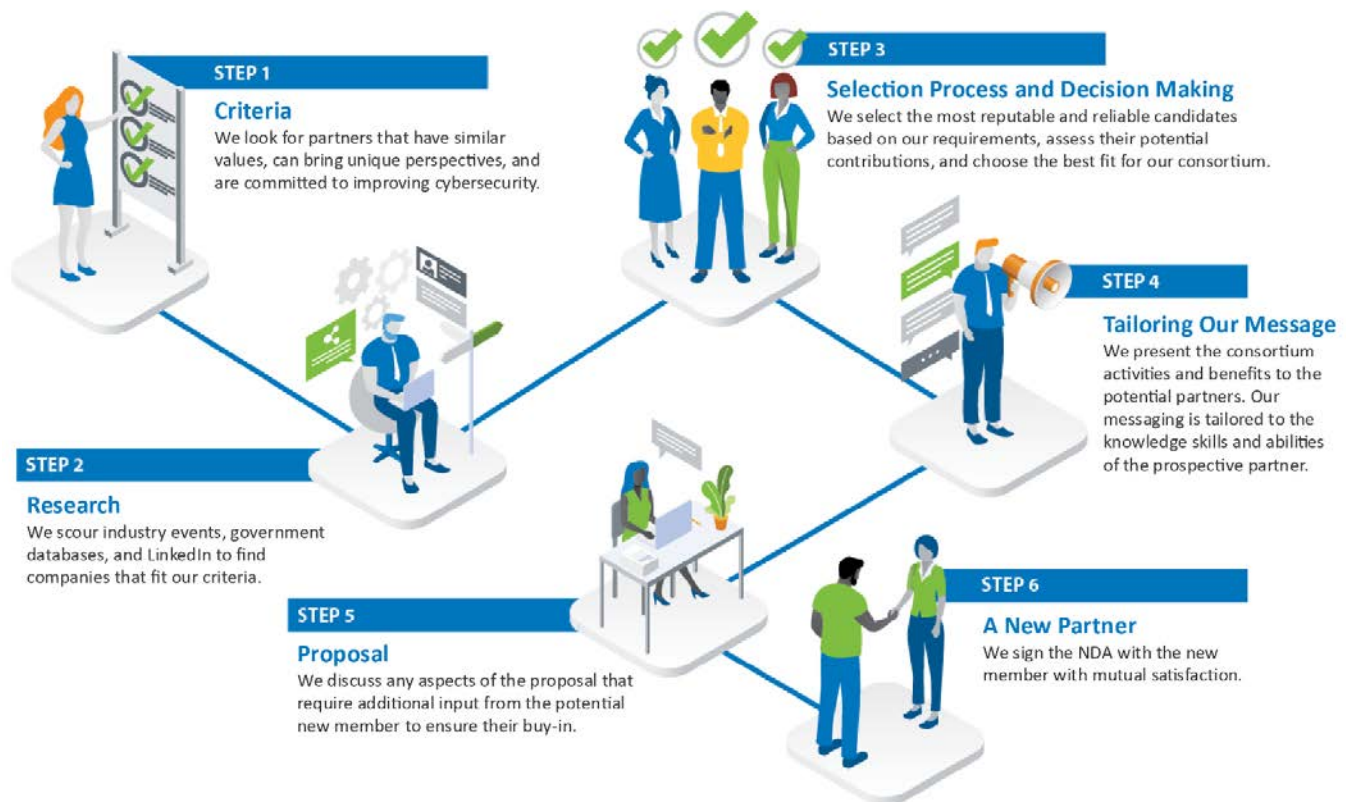 STEP 1
Criteria
We look for partners that have similar
values, can bring unique perspectives, and
are committed to improving cybersecurity.
STEP 2
Research
We scour industry events, government
databases, and LinkedIn to find
companies that fit our criteria.
STEP 3
Selection Process and Decision Making
We select the most reputable and reliable candidates
based on our requirements, assess their potential
contributions, and choose the best fit for our consortium.
STEP 4
Tailoring Our Message
We present the consortium
activities and benefits to the
potential partners. Our
messaging is tailored to the
knowledge skills and abilities
of the prospective partner.
STEP 5
Proposal
We discuss any aspects of the proposal that
require additional input from the potential
new member to ensure their buy-in.
STEP 6
A New Partner
We sign the NDA with the new
member with mutual satisfaction.